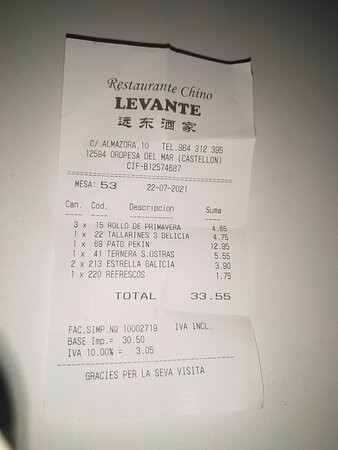 Restaurante Chino
LEVANTE
远东酒家
C/.ALMAZORA,10 TEL.964 312 395
12594 OROPESA DEL MAR (CASTELLON)
CIF-B12574687
MESA: 53 22-07-2021
Can. Cod. Descripcion Suma
3 x 15 ROLLO DE PRIMAVERA 4.65
1 x 22 TALLARINES 3 DELICIA 4.75
1 x 69 PATO PEKIN 12.95
1 x 41 TERNERA S.OSTRAS 5.55
2 x 213 ESTRELLA GALICIA 3.90
1 x 220 REFRESCOS 1.75
TOTAL 33.55
FAC.SIMP.Nº 10002719 IVA INCL.
BASE Imp.= 30.50
IVA 10.00% = 3.05
GRACIES PER LA SEVA VISITA